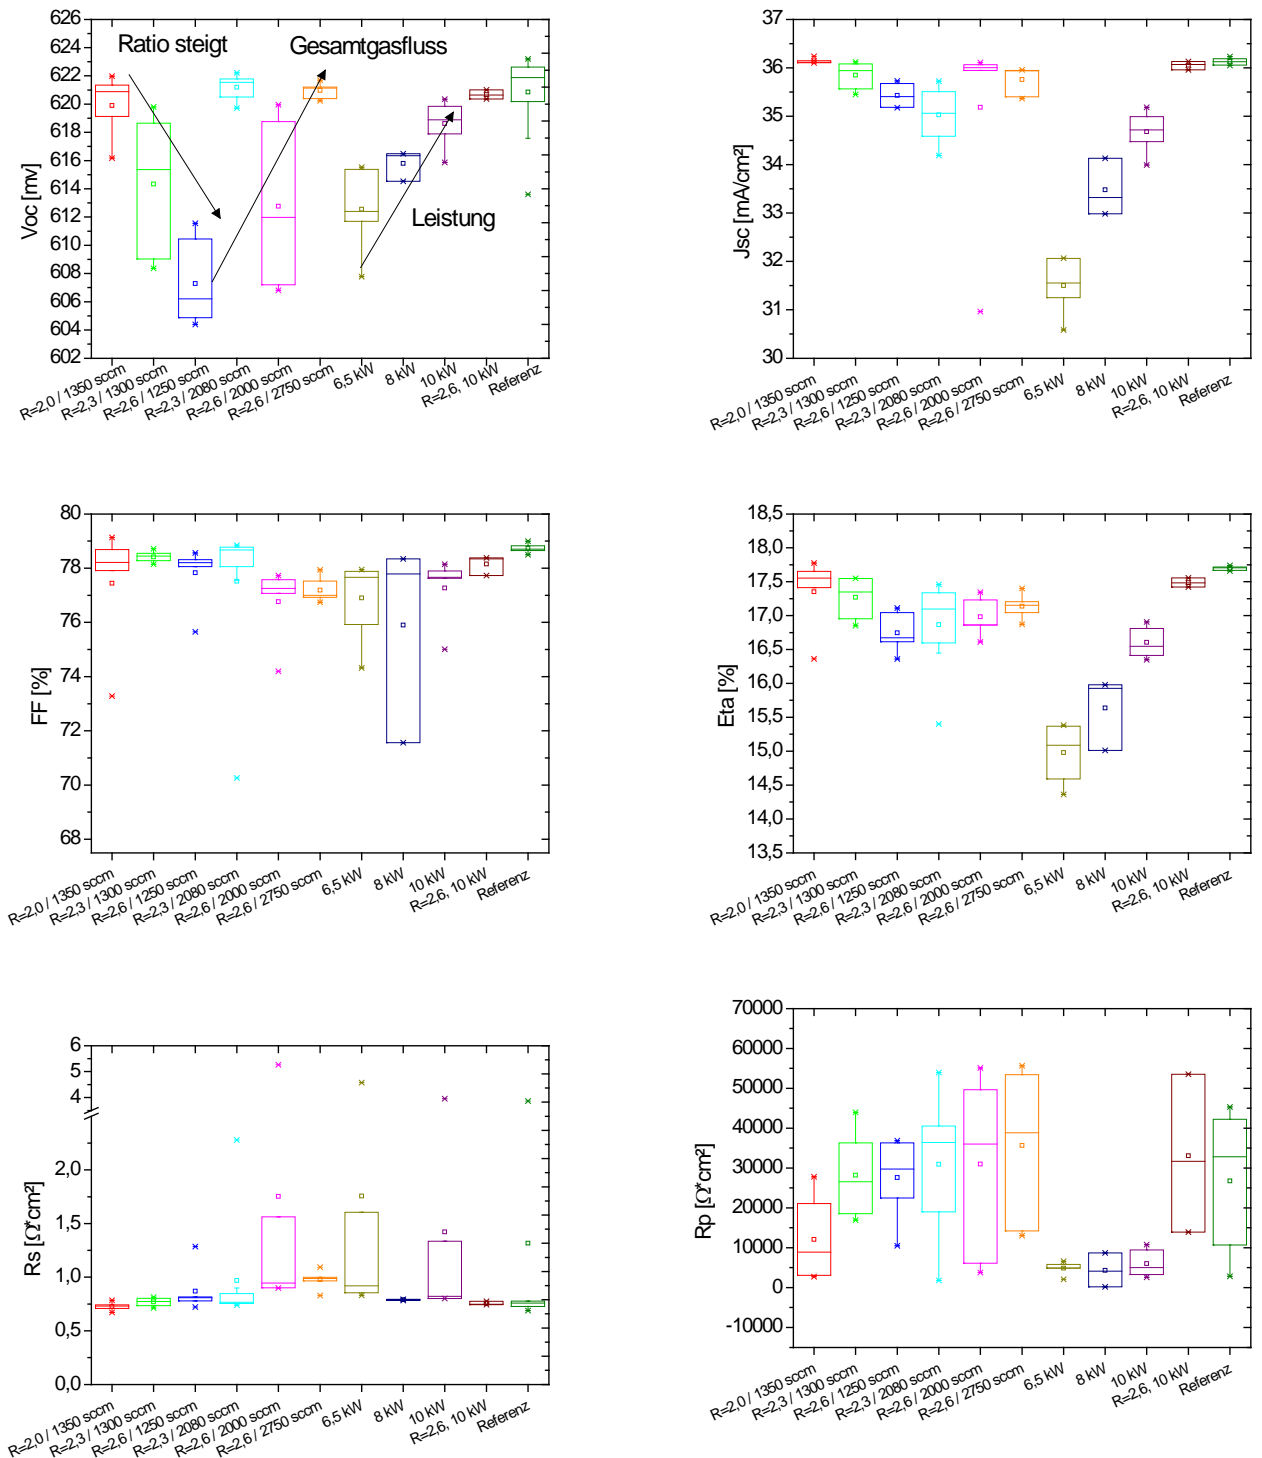 626
624
622
620
618
616
614
612
610
608
606
604
602
Voc [mv]
Ratio steigt
Gesamtgasfluss
Leistung
R=2,0 / 1350 sccm
R=2,3 / 1300 sccm
R=2,6 / 1250 sccm
R=2,3 / 2080 sccm
R=2,6 / 2000 sccm
R=2,6 / 2750 sccm
6,5 kW
8 kW
10 kW
R=2,6, 10 kW
Referenz
37
36
35
34
33
32
31
30
Jsc [mA/cm²]
R=2,0 / 1350 sccm
R=2,3 / 1300 sccm
R=2,6 / 1250 sccm
R=2,3 / 2080 sccm
R=2,6 / 2000 sccm
R=2,6 / 2750 sccm
6,5 kW
8 kW
10 kW
R=2,6, 10 kW
Referenz
80
78
76
74
72
70
68
FF [%]
R=2,0 / 1350 sccm
R=2,3 / 1300 sccm
R=2,6 / 1250 sccm
R=2,3 / 2080 sccm
R=2,6 / 2000 sccm
R=2,6 / 2750 sccm
6,5 kW
8 kW
10 kW
R=2,6, 10 kW
Referenz
18,5
18,0
17,5
17,0
16,5
16,0
15,5
15,0
14,5
14,0
13,5
Eta [%]
R=2,0 / 1350 sccm
R=2,3 / 1300 sccm
R=2,6 / 1250 sccm
R=2,3 / 2080 sccm
R=2,6 / 2000 sccm
R=2,6 / 2750 sccm
6,5 kW
8 kW
10 kW
R=2,6, 10 kW
Referenz
6
5
4
2,0
1,5
1,0
0,5
0,0
Rs [Ω*cm²]
R=2,0 / 1350 sccm
R=2,3 / 1300 sccm
R=2,6 / 1250 sccm
R=2,3 / 2080 sccm
R=2,6 / 2000 sccm
R=2,6 / 2750 sccm
6,5 kW
8 kW
10 kW
R=2,6, 10 kW
Referenz
70000
60000
50000
40000
30000
20000
10000
0
-10000
Rp [Ω*cm²]
R=2,0 / 1350 sccm
R=2,3 / 1300 sccm
R=2,6 / 1250 sccm
R=2,3 / 2080 sccm
R=2,6 / 2000 sccm
R=2,6 / 2750 sccm
6,5 kW
8 kW
10 kW
R=2,6, 10 kW
Referenz